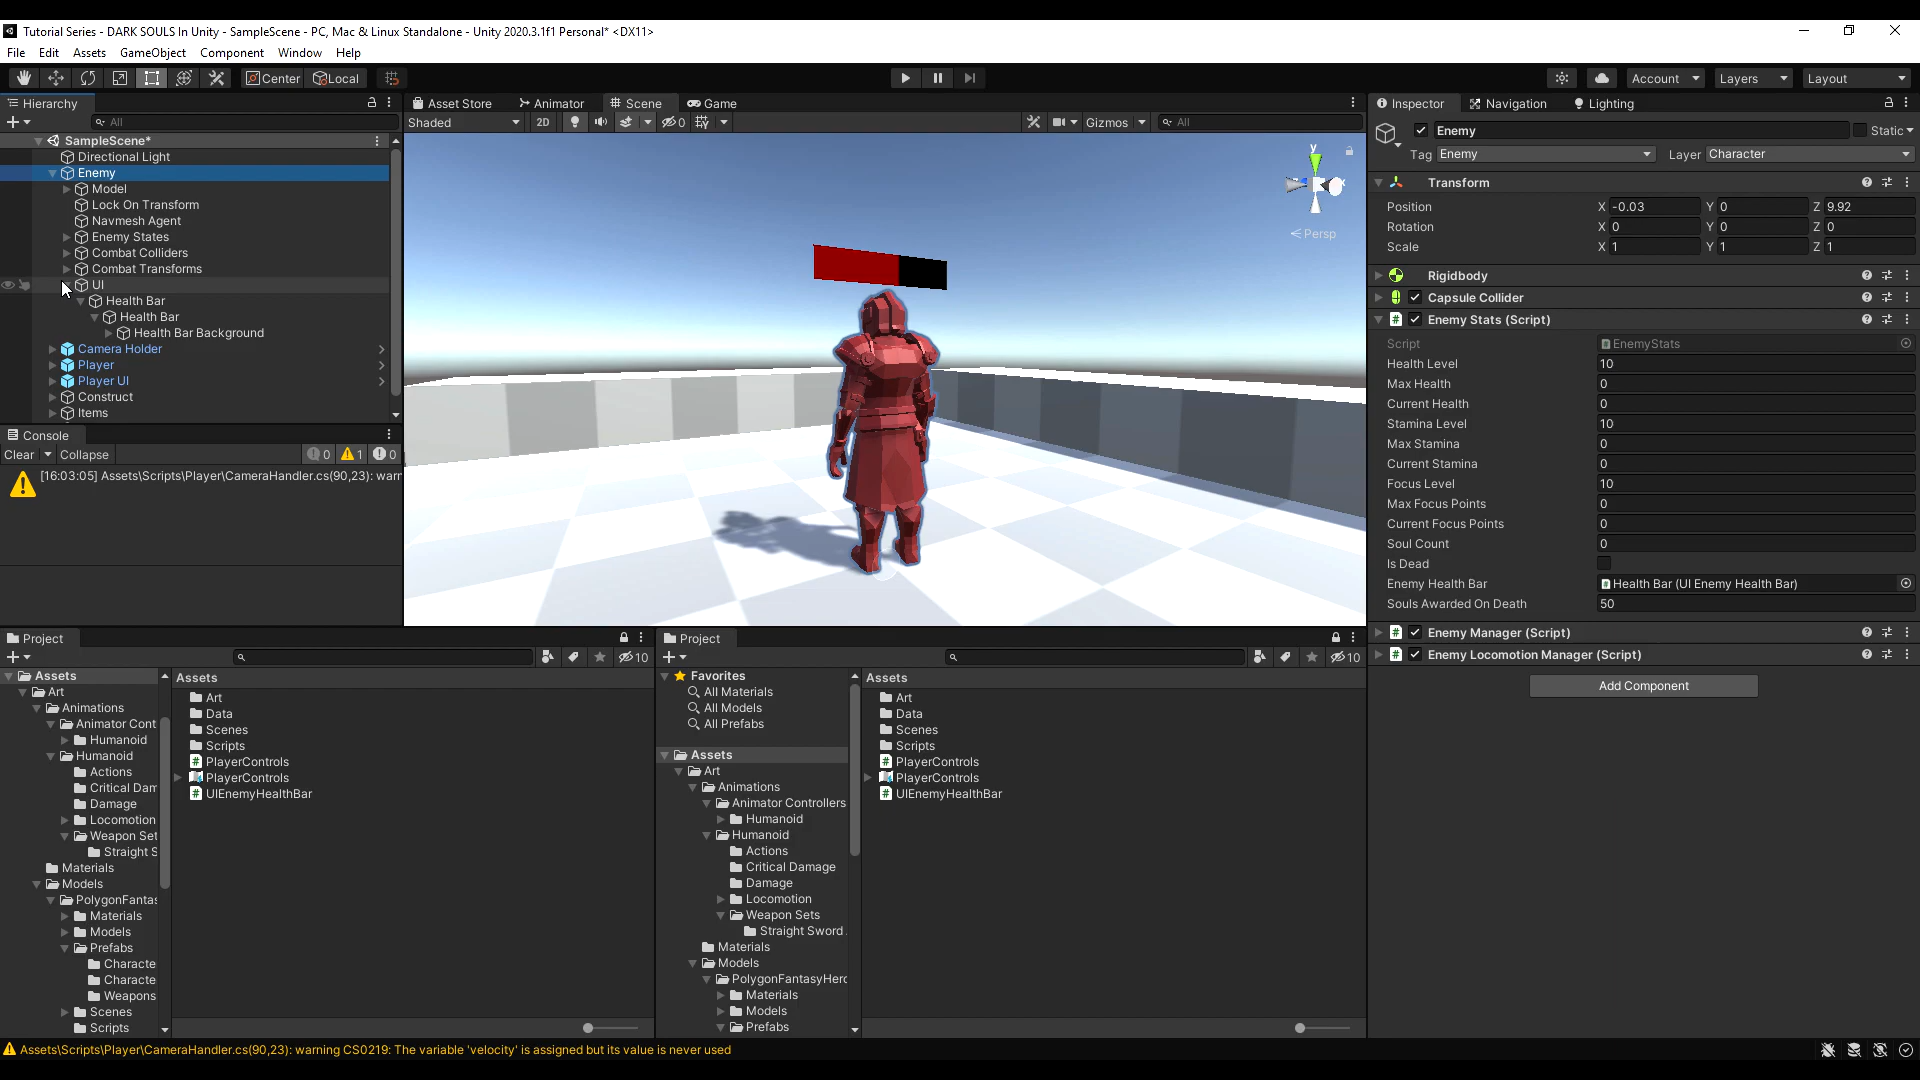 Tutorial Series - DARK SOULS In Unity - SampleScene - PC, Mac & Linux Standalone - Unity 2020.3.1f1 Personal* <DX11>
File Edit Assets GameObject Component Window Help
Center Local Account Layers Layout
Hierarchy
All
SampleScene*
Directional Light
Enemy
Model
Lock On Transform
Navmesh Agent
Enemy States
Combat Colliders
Combat Transforms
UI
Health Bar
Health Bar
Health Bar Background
Camera Holder
Player
Player UI
Construct
Items
Console
Clear Collapse 0 1 0
[16:03:05] Assets\Scripts\Player\CameraHandler.cs(90,23): warr
Asset Store Animator Scene Game
Shaded 2D 0 Gizmos All
y
x
Persp
Inspector Navigation Lighting
Enemy Static
Tag Enemy Layer Character
Transform
Position X -0.03 Y 0 Z 9.92
Rotation X 0 Y 0 Z 0
Scale X 1 Y 1 Z 1
Rigidbody
Capsule Collider
Enemy Stats (Script)
Script EnemyStats
Health Level 10
Max Health 0
Current Health 0
Stamina Level 10
Max Stamina 0
Current Stamina 0
Focus Level 10
Max Focus Points 0
Current Focus Points 0
Soul Count 0
Is Dead
Enemy Health Bar Health Bar (UI Enemy Health Bar)
Souls Awarded On Death 50
Enemy Manager (Script)
Enemy Locomotion Manager (Script)
Add Component
Project
10
Assets
Art
Animations
Animator Cont
Humanoid
Humanoid
Actions
Critical Dam
Damage
Locomotion
Weapon Set
Straight S
Materials
Models
PolygonFantas
Materials
Models
Prefabs
Characte
Characte
Weapons
Scenes
Scripts
Assets
Art
Data
Scenes
Scripts
PlayerControls
PlayerControls
UIEnemyHealthBar
Project
10
Favorites
All Materials
All Models
All Prefabs
Assets
Art
Animations
Animator Controllers
Humanoid
Humanoid
Actions
Critical Damage
Damage
Locomotion
Weapon Sets
Straight Sword
Materials
Models
PolygonFantasyHerc
Materials
Models
Prefabs
Assets
Art
Data
Scenes
Scripts
PlayerControls
PlayerControls
UIEnemyHealthBar
Assets\Scripts\Player\CameraHandler.cs(90,23): warning CS0219: The variable 'velocity' is assigned but its value is never used